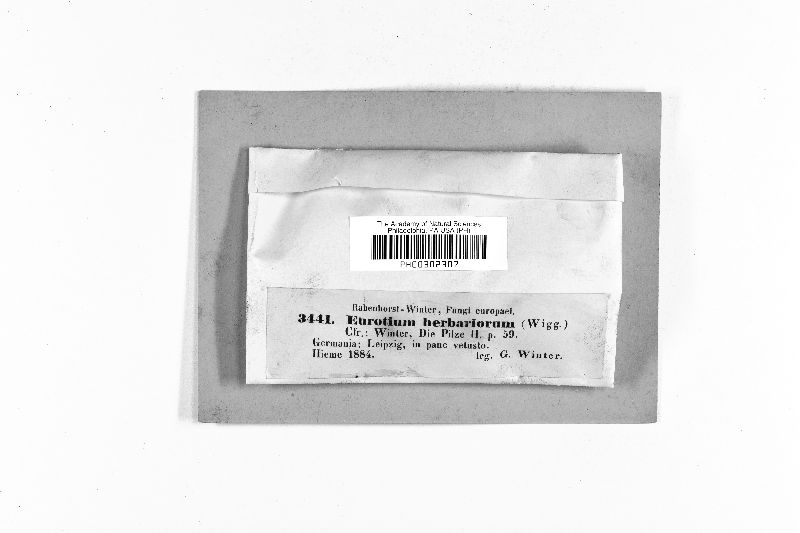 The Academy of Natural Sciences
Philadelphia, PA USA (PH)
PH00302307
Rabenhorst-Winter, Fungi europaei.
3441. Eurotium herbariorum (Wigg.)
Cfr.: Winter, Die Pilze II, p. 59.
Germania; Leipzig, in pane vetusto.
Hieme 1884. leg. G. Winter.